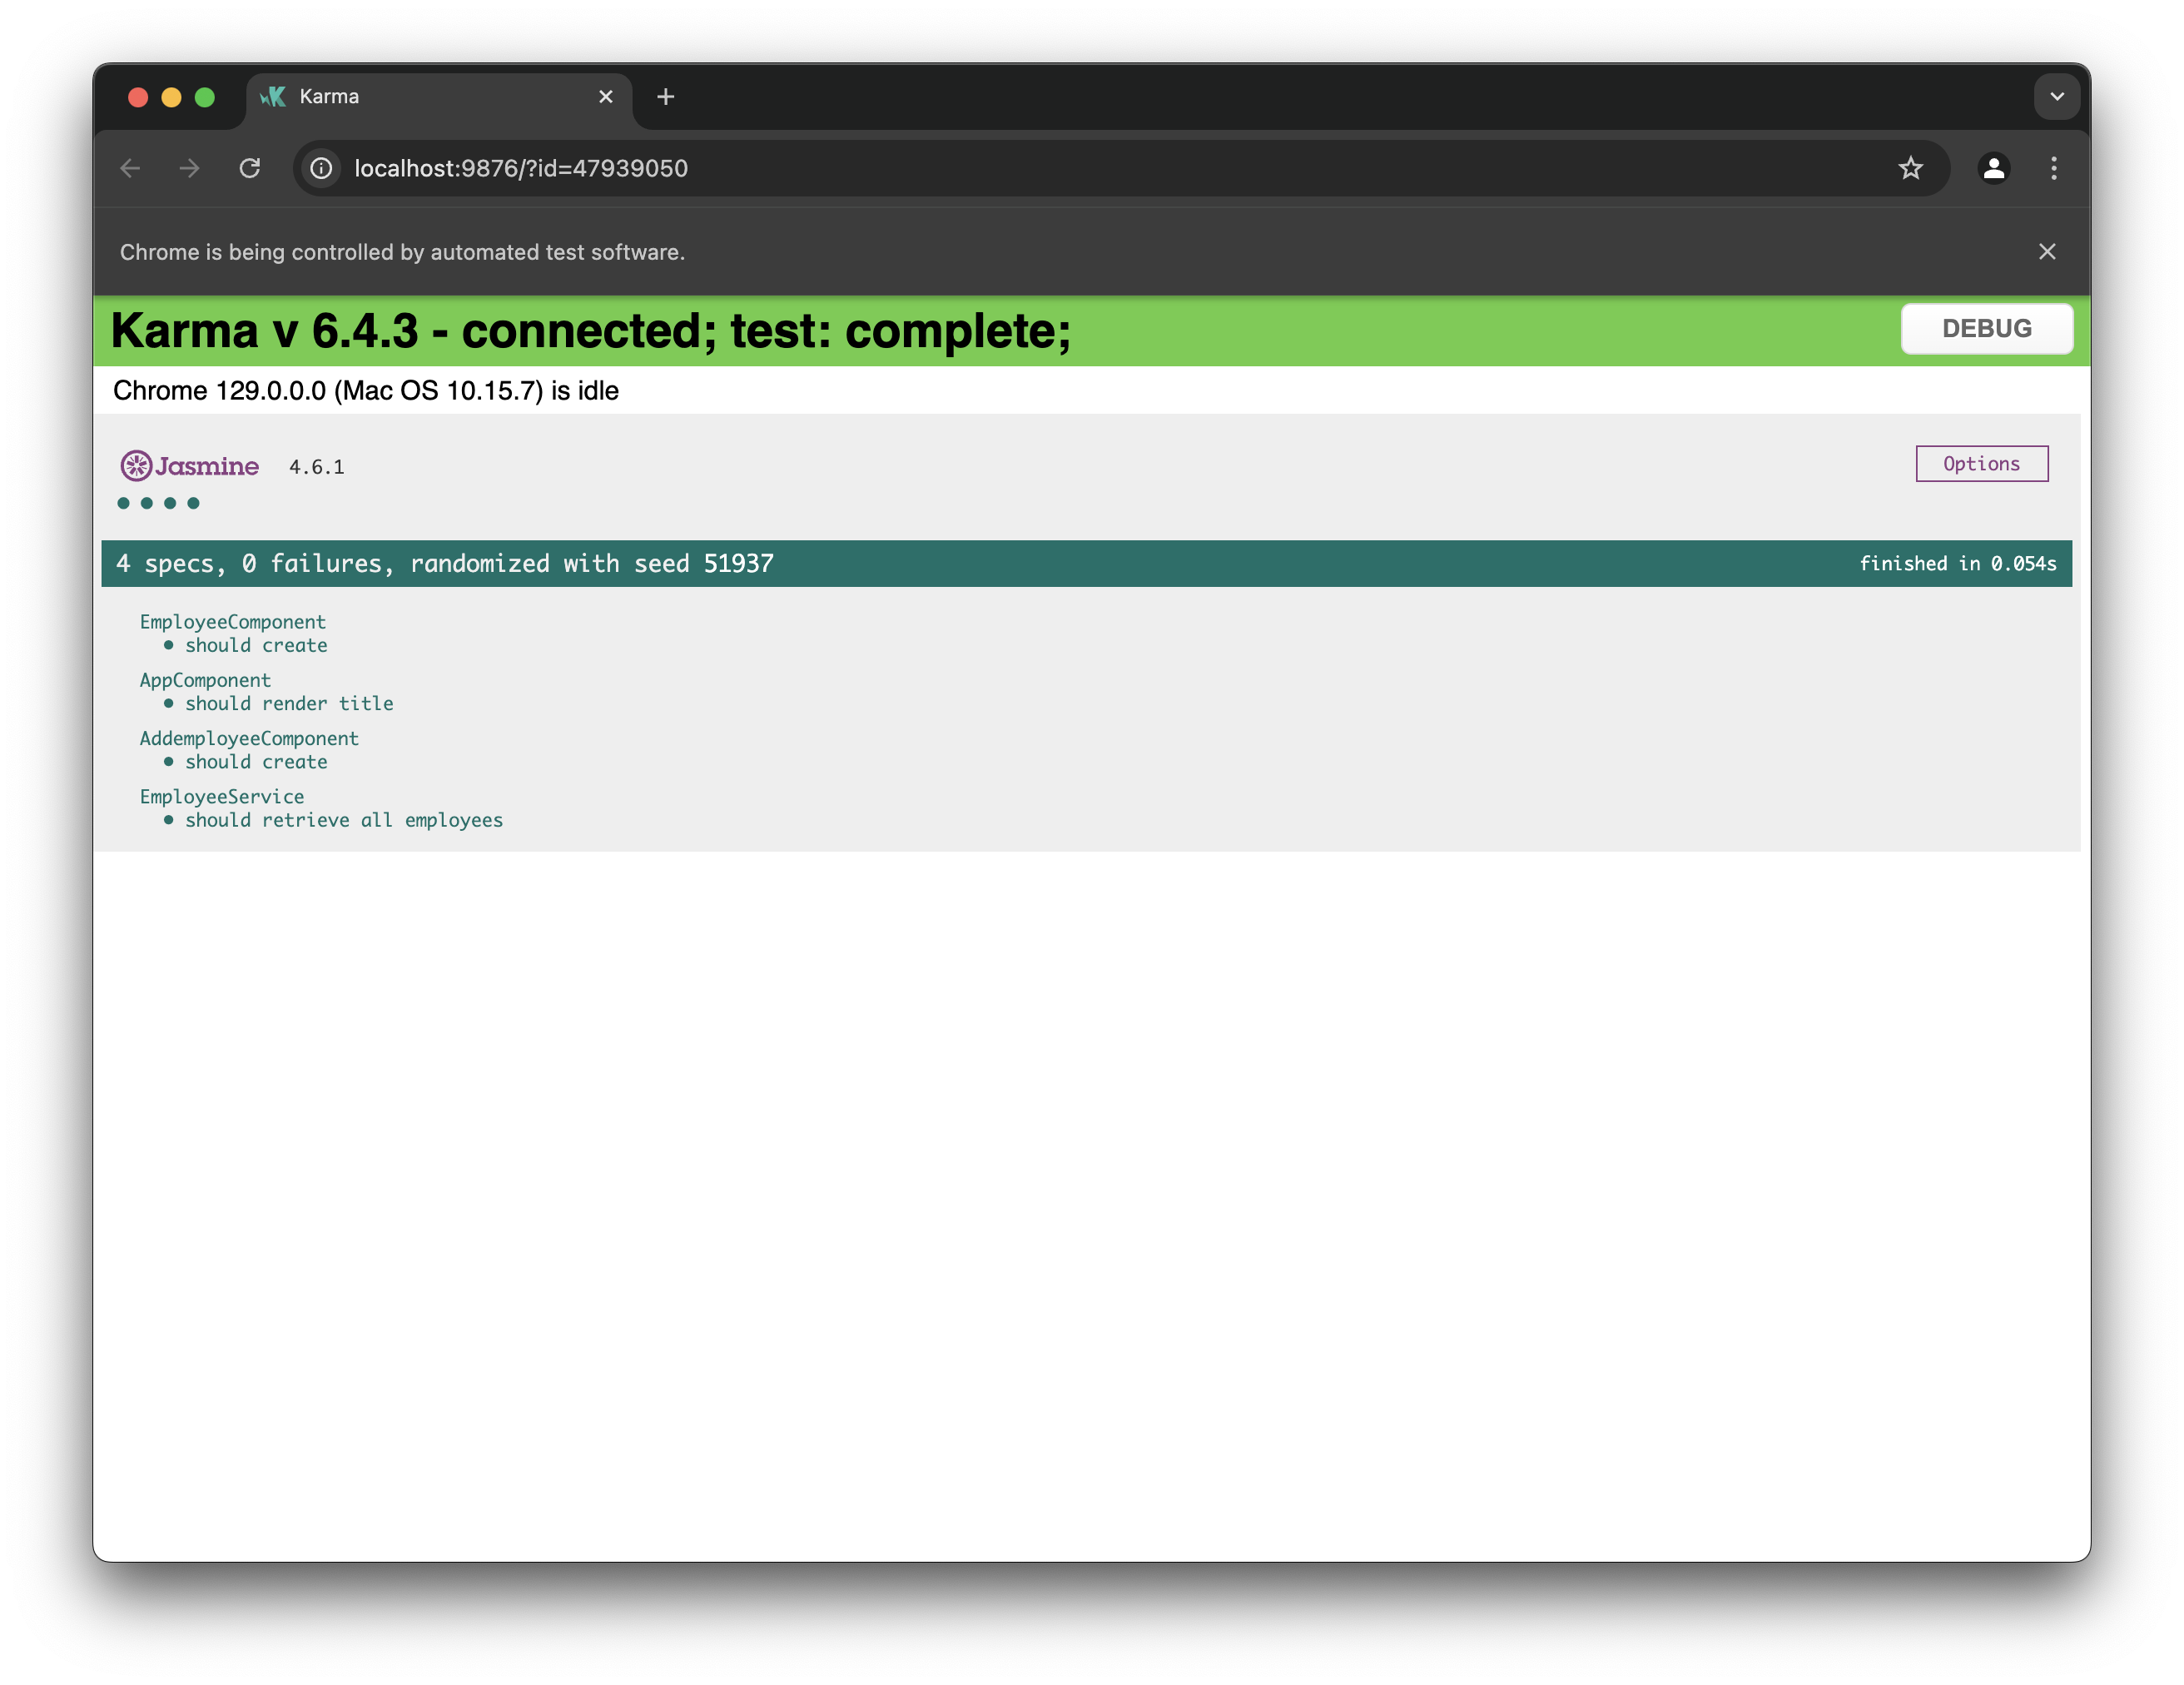 Karma
localhost:9876/?id=47939050
Chrome is being controlled by automated test software.
Karma v 6.4.3 - connected; test: complete;
DEBUG
Chrome 129.0.0.0 (Mac OS 10.15.7) is idle
Jasmine 4.6.1
Options
4 specs, 0 failures, randomized with seed 51937
finished in 0.054s
EmployeeComponent
• should create
AppComponent
• should render title
AddemployeeComponent
• should create
EmployeeService
• should retrieve all employees